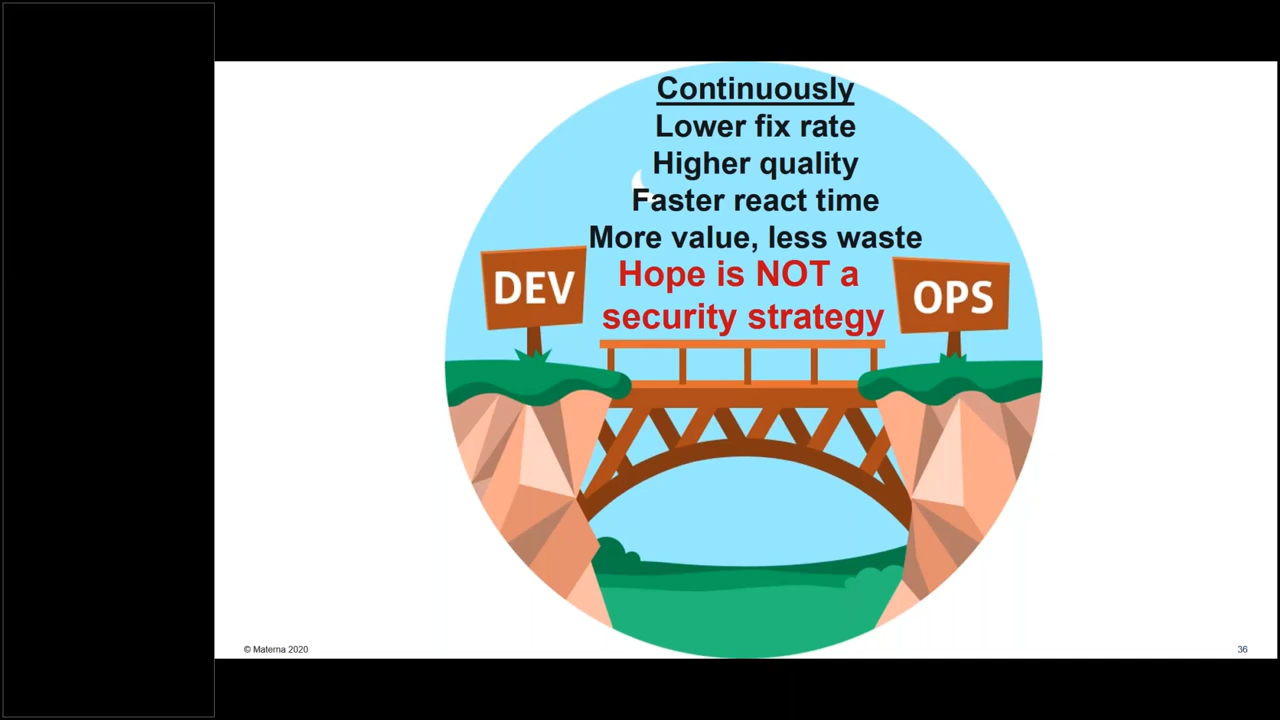 Continuously
Lower fix rate
Higher quality
Faster react time
More value, less waste
Hope is NOT a
security strategy
DEV
OPS
© Materna 2020
36